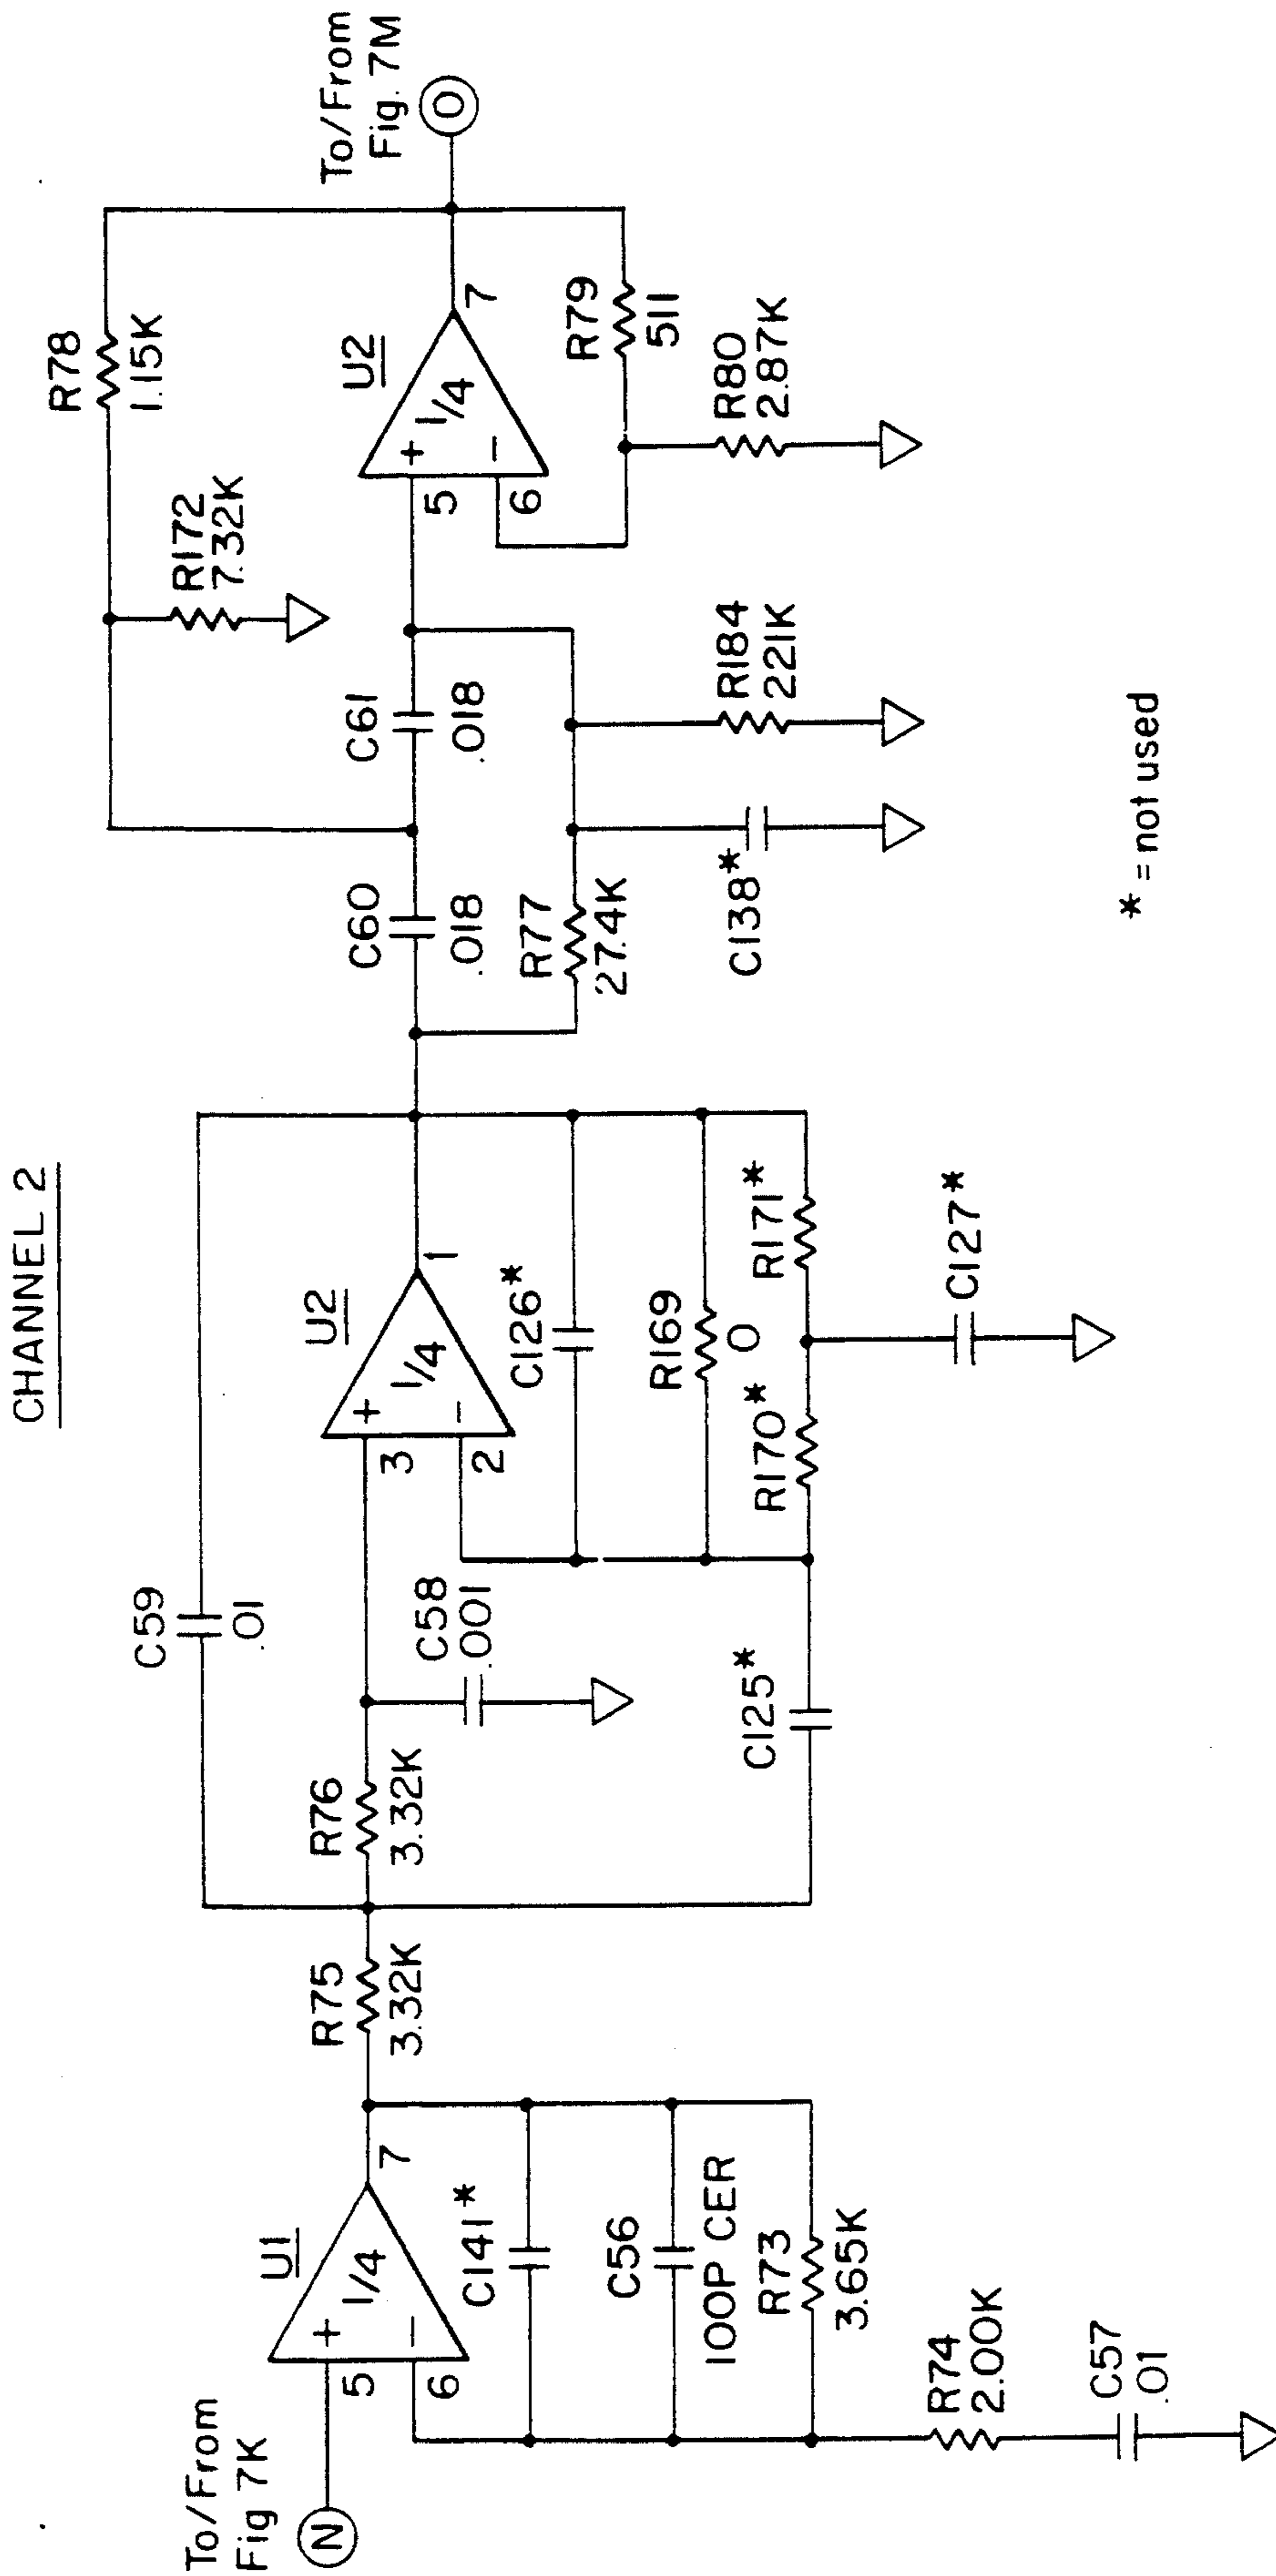 CHANNEL 2
To/From
Fig 7K
N
5
6
+
−
1/4
U1
7
C141*
C56
100P CER
R73
3.65K
R74
2.00K
C57
.01
R75
3.32K
R76
3.32K
C59
.01
C58
.001
C125*
3
2
+
−
1/4
U2
1
C126*
R169
0
R170*
R171*
C127*
C60
.018
C61
.018
R77
27.4K
C138*
R184
221K
R172
7.32K
R78
1.15K
5
6
+
−
1/4
U2
7
R79
511
R80
2.87K
To/From
Fig. 7M
O
* = not used